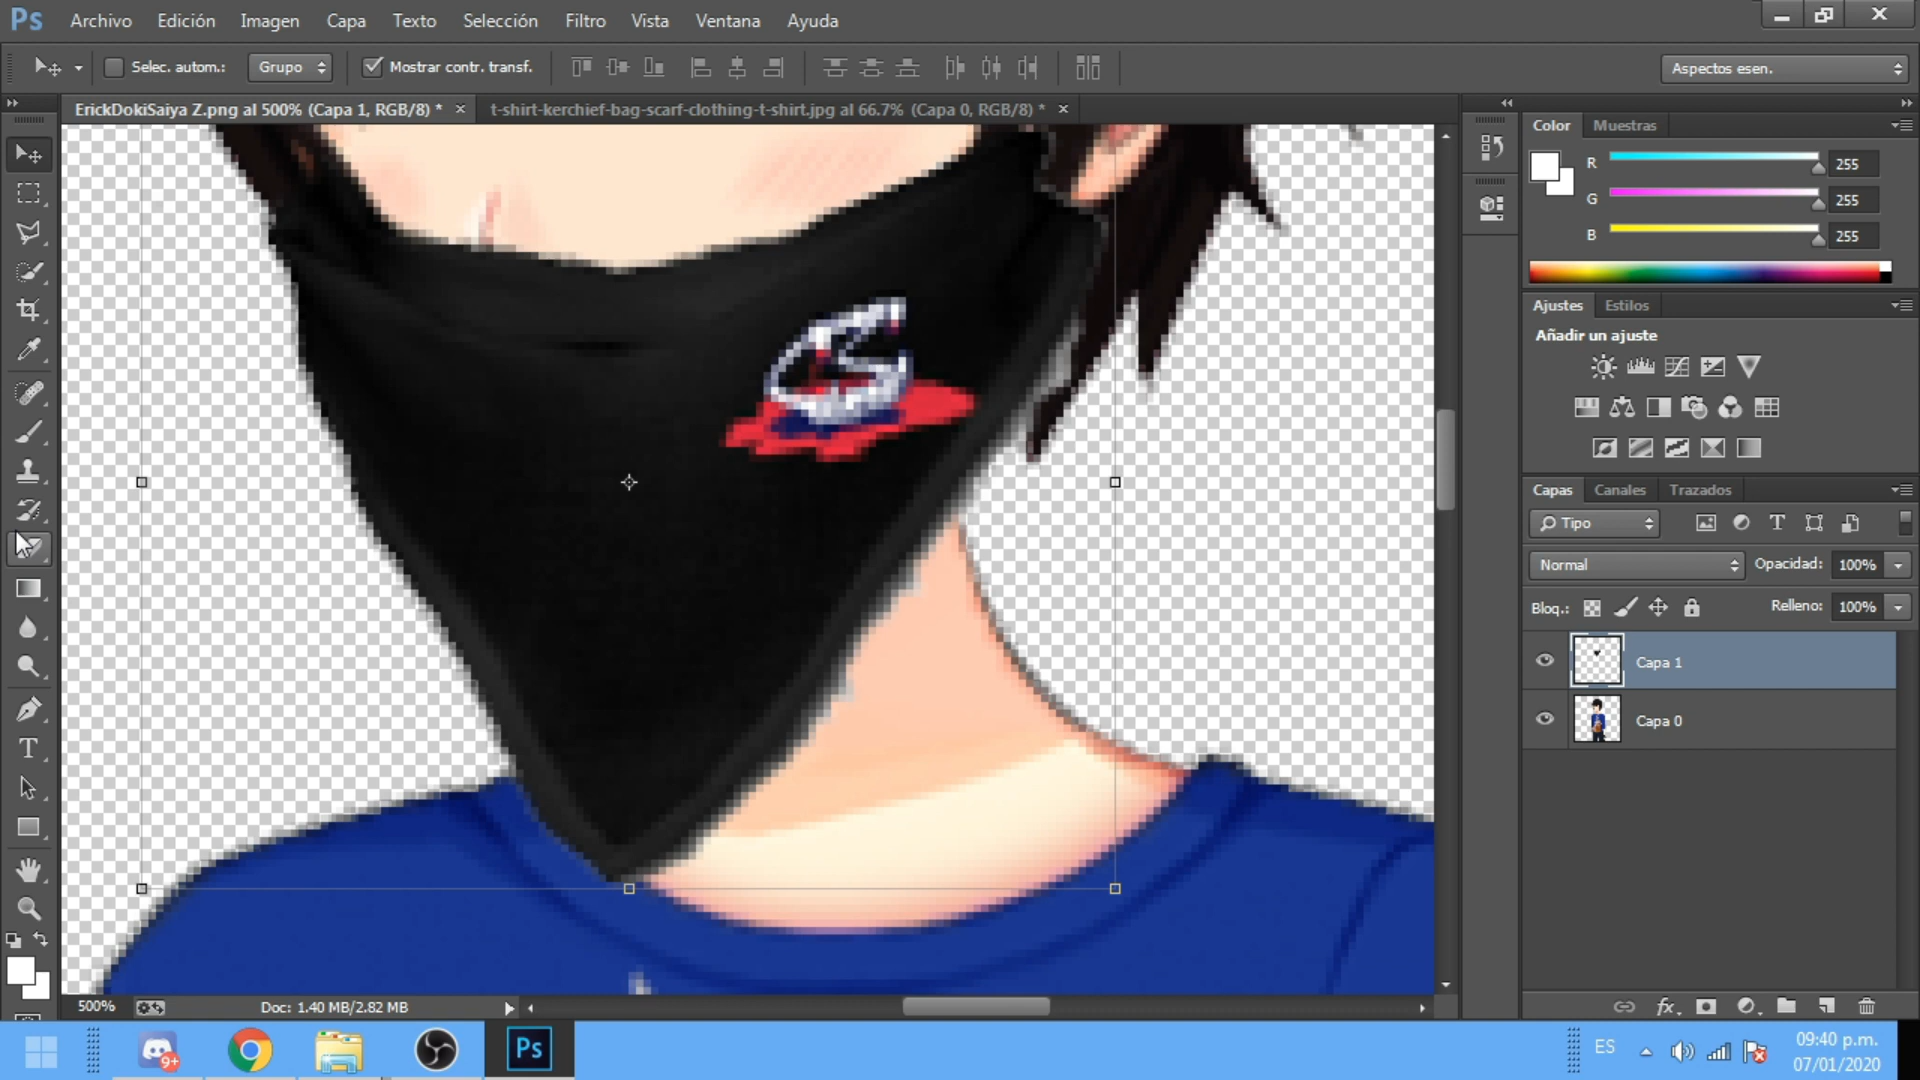 Ps Archivo Edición Imagen Capa Texto Selección Filtro Vista Ventana Ayuda
Selec. autom.: Grupo Mostrar contr. transf. Aspectos esen.
ErickDokiSaiya Z.png al 500% (Capa 1, RGB/8) * t-shirt-kerchief-bag-scarf-clothing-t-shirt.jpg al 66.7% (Capa 0, RGB/8) *
Color Muestras
R 255
G 255
B 255
Ajustes Estilos
Añadir un ajuste
Capas Canales Trazados
Tipo
Normal Opacidad: 100%
Bloq.: Relleno: 100%
Capa 1
Capa 0
500% Doc: 1.40 MB/2.82 MB
fx
9+
Ps
ES
09:40 p.m.
07/01/2020